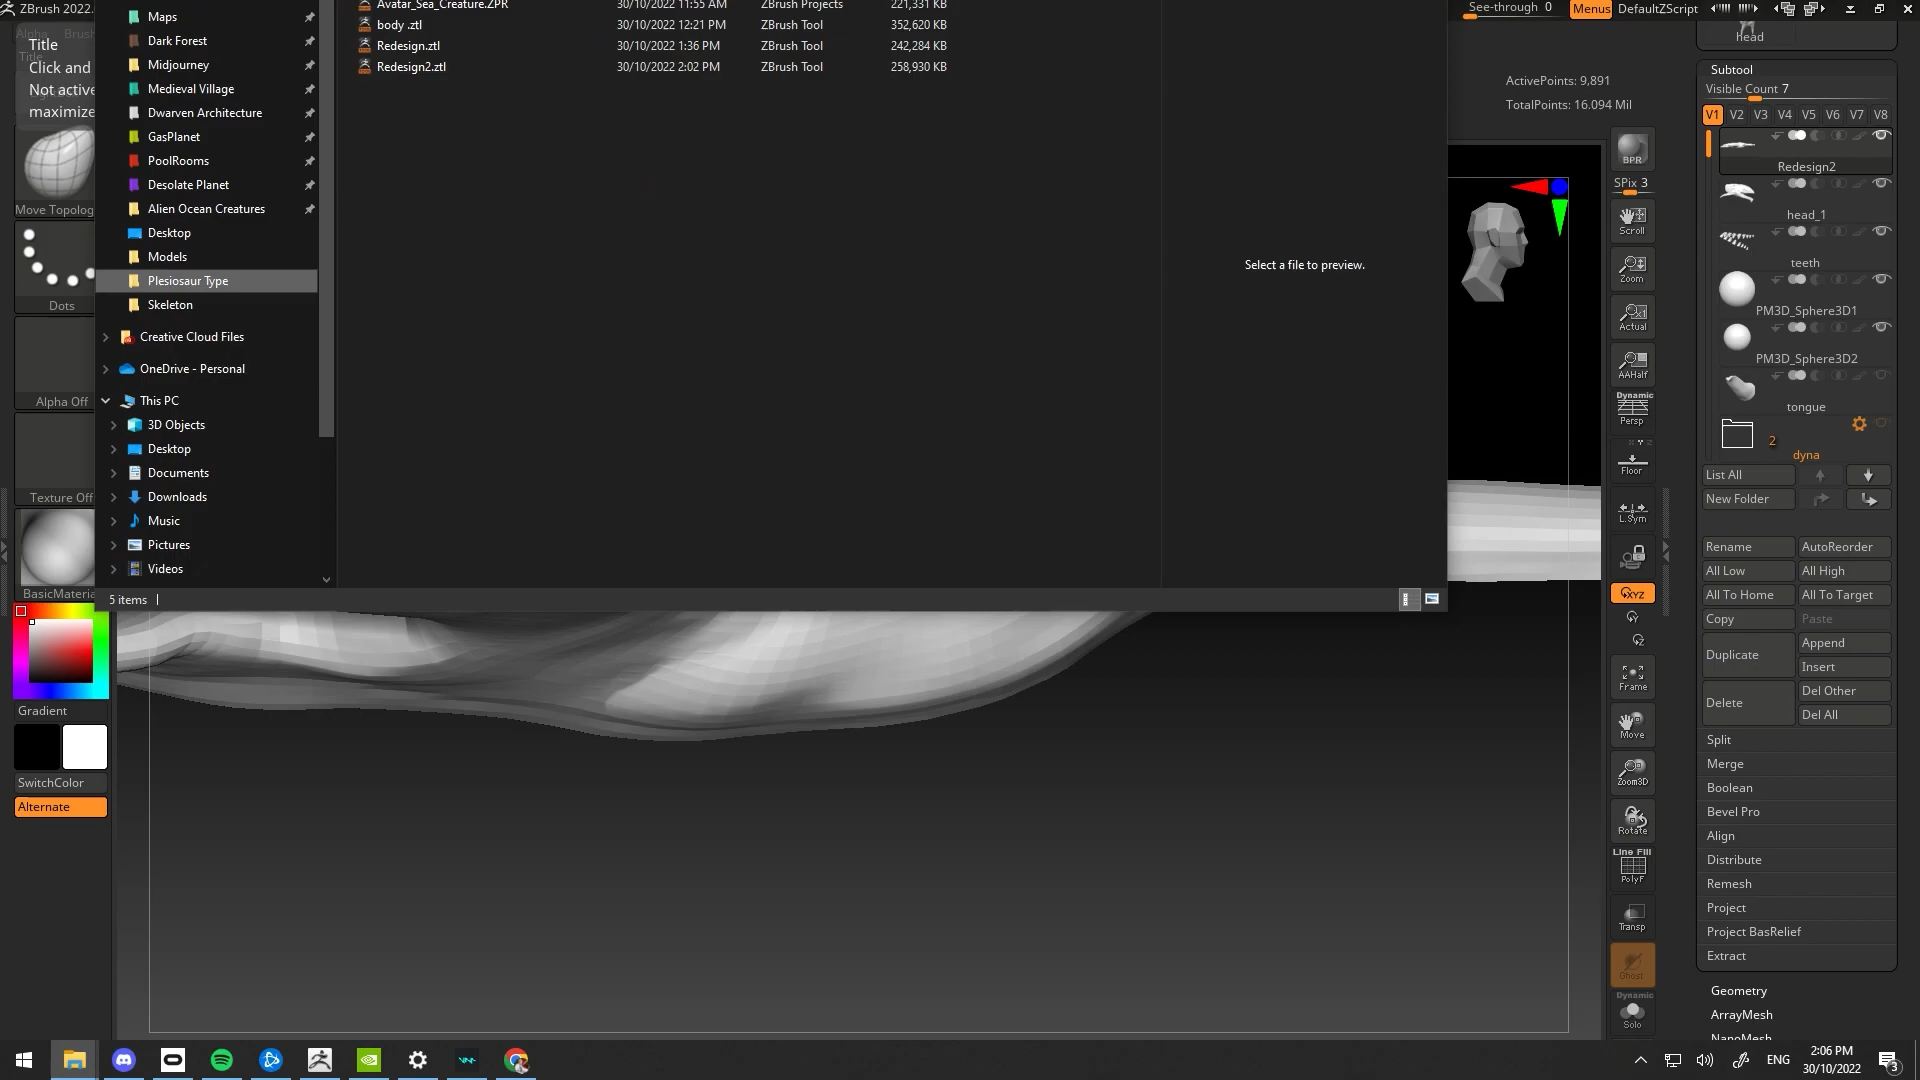 ZBrush 2022.
Alpha Brush
Title
Title
Click and
Not active
maximize
Maps
Dark Forest
Midjourney
Medieval Village
Dwarven Architecture
GasPlanet
PoolRooms
Desolate Planet
Alien Ocean Creatures
Desktop
Models
Plesiosaur Type
Skeleton
Creative Cloud Files
OneDrive - Personal
This PC
3D Objects
Desktop
Documents
Downloads
Music
Pictures
Videos
5 items
Avatar_Sea_Creature.ZPR 30/10/2022 11:55 AM ZBrush Projects 221,331 KB
body .ztl 30/10/2022 12:21 PM ZBrush Tool 352,620 KB
Redesign.ztl 30/10/2022 1:36 PM ZBrush Tool 242,284 KB
Redesign2.ztl 30/10/2022 2:02 PM ZBrush Tool 258,930 KB
Select a file to preview.
Move Topolog
Dots
Alpha Off
Texture Off
BasicMateria
Gradient
SwitchColor
Alternate
See-through 0 Menus DefaultZScript
ActivePoints: 9,891
TotalPoints: 16.094 Mil
BPR
SPix 3
Scroll
Zoom
Actual
AAHalf
Dynamic
Persp
Floor
L.Sym
XYZ
Frame
Move
Zoom3D
Rotate
Line Fill
PolyF
Transp
Ghost
Dynamic
Solo
head
Subtool
Visible Count 7
V1 V2 V3 V4 V5 V6 V7 V8
Redesign2
head_1
teeth
PM3D_Sphere3D1
PM3D_Sphere3D2
tongue
2
dyna
List All
New Folder
Rename AutoReorder
All Low All High
All To Home All To Target
Copy Paste
Duplicate Append
Insert
Delete Del Other
Del All
Split
Merge
Boolean
Bevel Pro
Align
Distribute
Remesh
Project
Project BasRelief
Extract
Geometry
ArrayMesh
NanoMesh
ENG
2:06 PM
30/10/2022
3